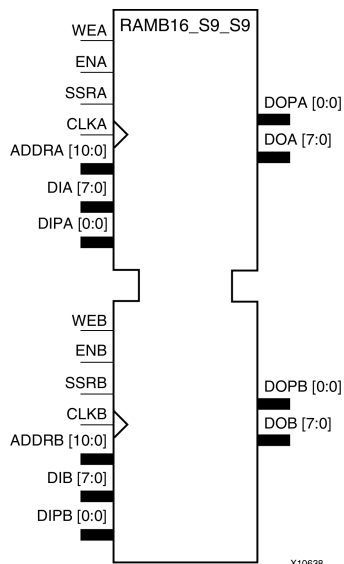 RAMB16_S9_S9
WEA
ENA
SSRA
CLKA
ADDRA [10:0]
DIA [7:0]
DIPA [0:0]
DOPA [0:0]
DOA [7:0]
WEB
ENB
SSRB
CLKB
ADDRB [10:0]
DIB [7:0]
DIPB [0:0]
DOPB [0:0]
DOB [7:0]
X10638